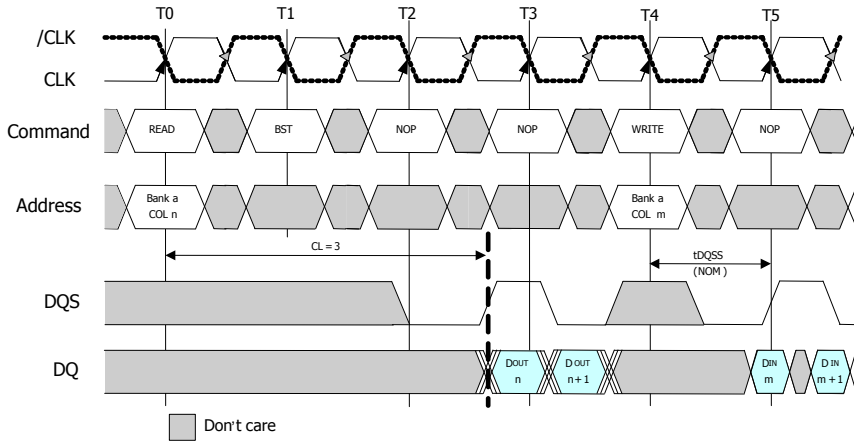 T0 T1 T2 T3 T4 T5
/CLK
CLK
Command READ BST NOP NOP WRITE NOP
Address Bank a COL n Bank a COL m
CL = 3
tDQSS
(NOM)
DQS
DQ DOUT n DOUT n+1 DIN m DIN m+1
Don't care